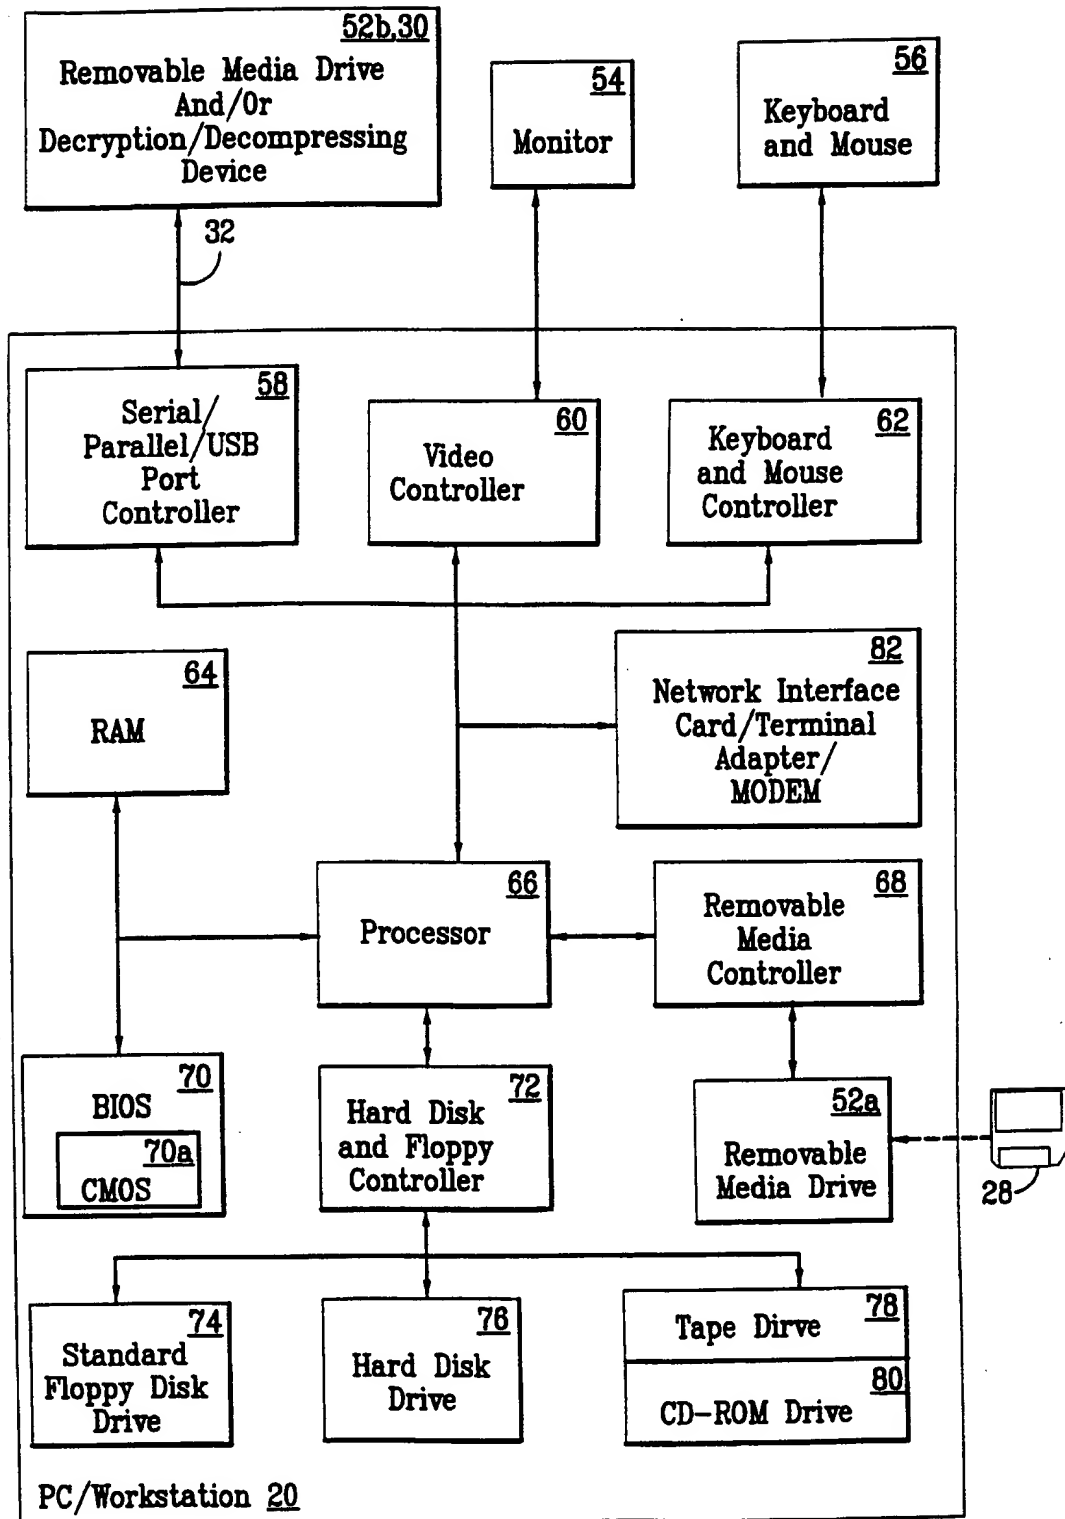 52b,30
Removable Media Drive
And/Or
Decryption/Decompressing
Device
54
Monitor
56
Keyboard
and Mouse
32
58
Serial/
Parallel/USB
Port
Controller
60
Video
Controller
62
Keyboard
and Mouse
Controller
64
RAM
82
Network Interface
Card/Terminal
Adapter/
MODEM
66
Processor
68
Removable
Media
Controller
70
BIOS
70a
CMOS
72
Hard Disk
and Floppy
Controller
52a
Removable
Media Drive
28
74
Standard
Floppy Disk
Drive
76
Hard Disk
Drive
78
Tape Dirve
80
CD-ROM Drive
PC/Workstation 20